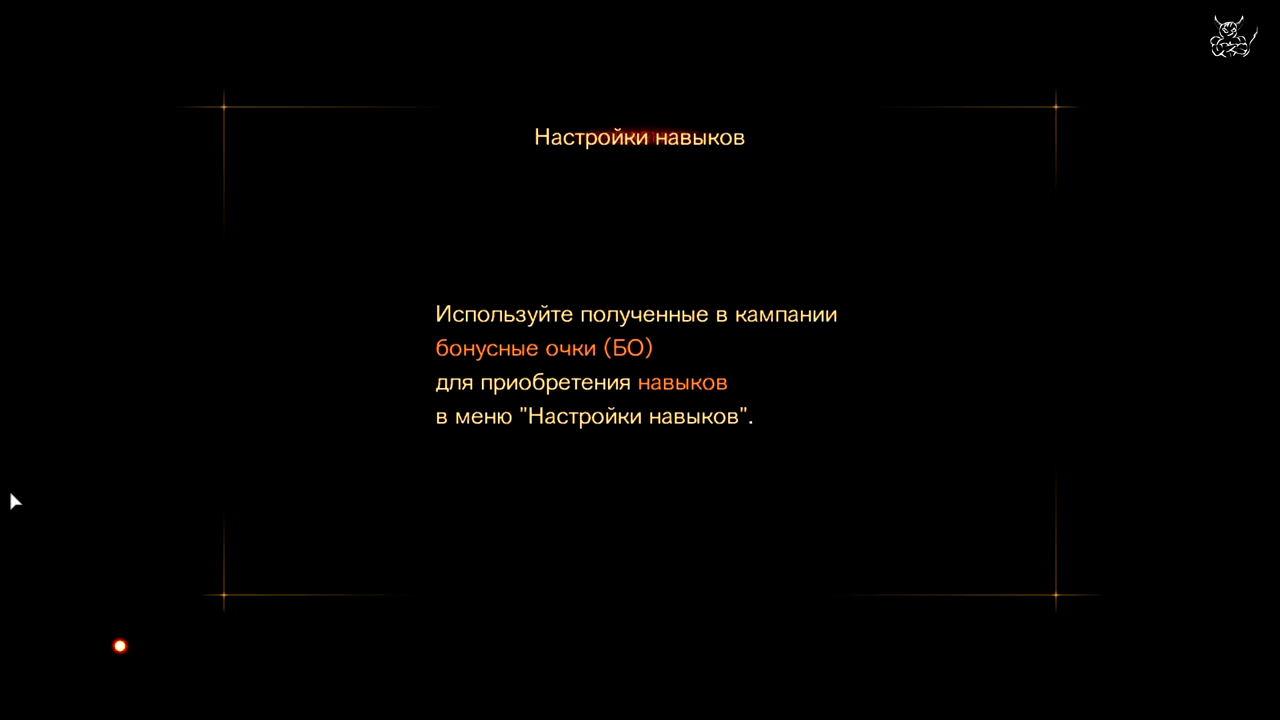 Настройки навыков
Используйте полученные в кампании
бонусные очки (БО)
для приобретения навыков
в меню "Настройки навыков".